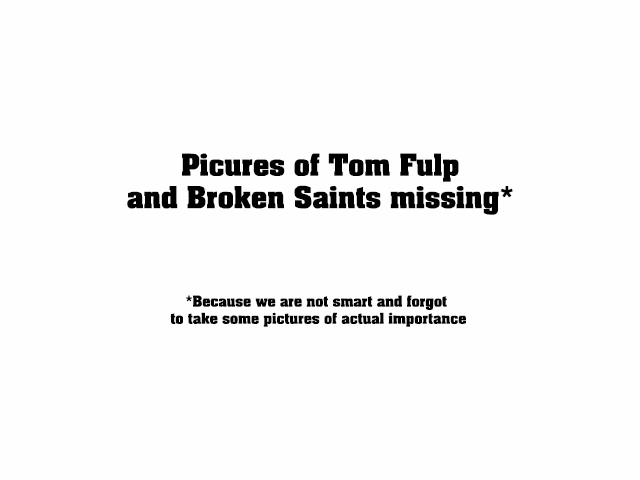 Picures of Tom Fulp
and Broken Saints missing*
*Because we are not smart and forgot
to take some pictures of actual importance